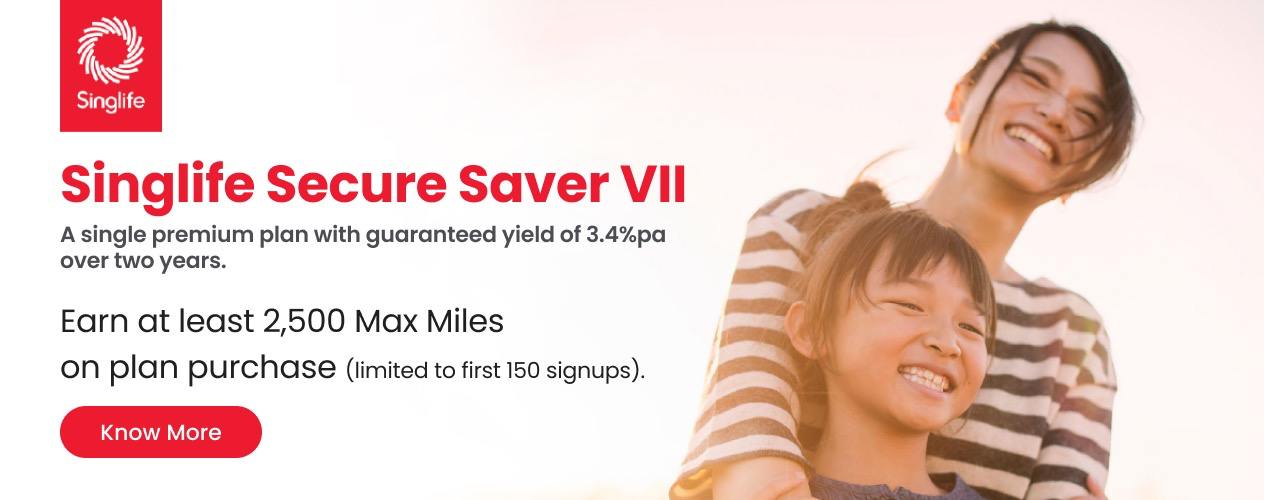 Singlife
Singlife Secure Saver VII
A single premium plan with guaranteed yield of 3.4%pa
over two years.
Earn at least 2,500 Max Miles
on plan purchase (limited to first 150 signups).
Know More